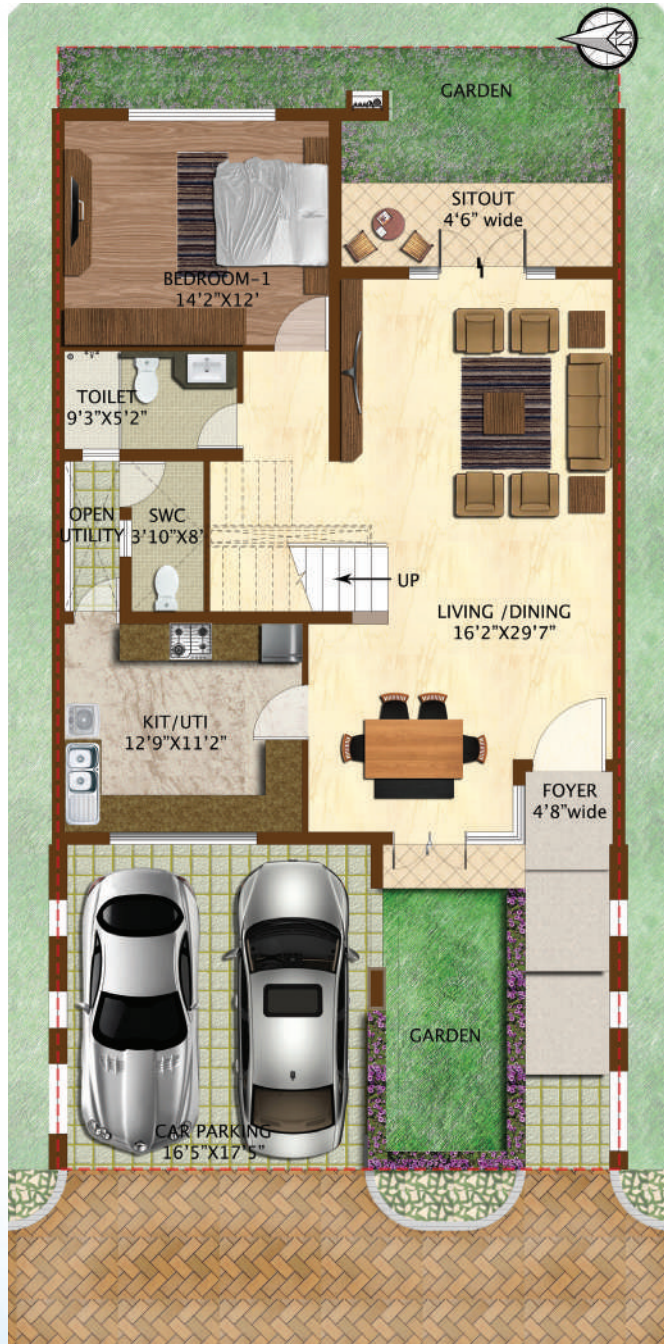 GARDEN
SITOUT
4'6" wide
BEDROOM-1
14'2"X12'
TOILET
9'3"X5'2"
OPEN
UTILITY
SWC
3'10"X8'
UP
LIVING /DINING
16'2"X29'7"
KIT/UTI
12'9"X11'2"
FOYER
4'8"wide
GARDEN
CAR PARKING
16'5"X17'5"